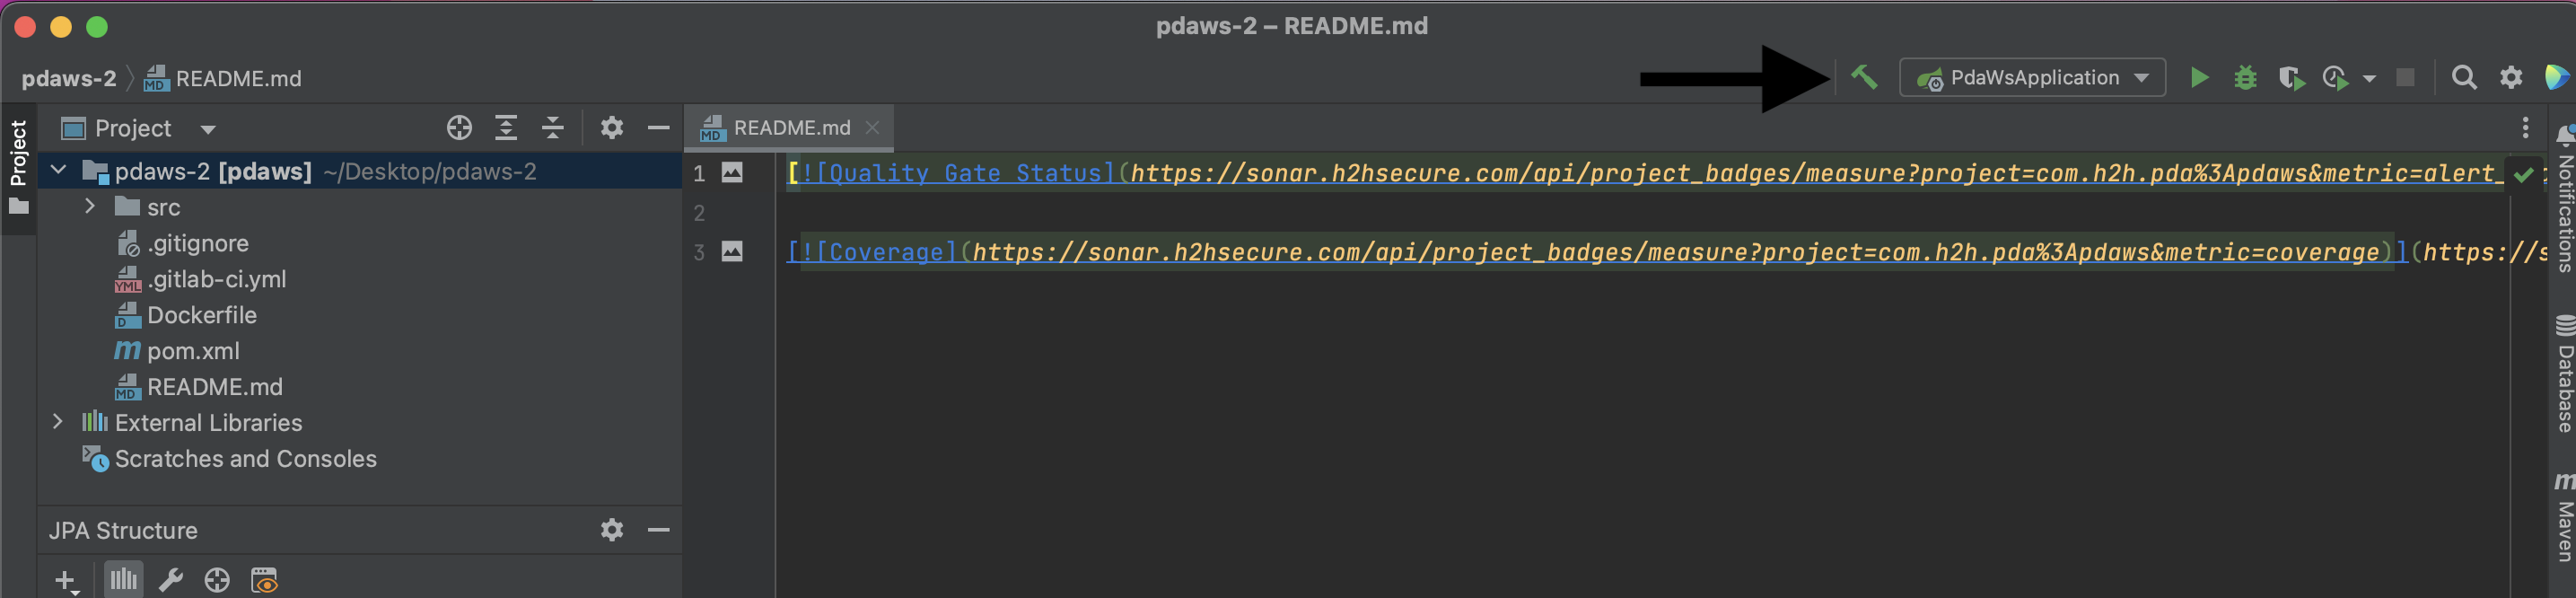 pdaws-2 – README.md
pdaws-2 README.md
PdaWsApplication
Project
Project
README.md
pdaws-2 [pdaws] ~/Desktop/pdaws-2
src
.gitignore
.gitlab-ci.yml
Dockerfile
pom.xml
README.md
External Libraries
Scratches and Consoles
JPA Structure
1 [![Quality Gate Status](https://sonar.h2hsecure.com/api/project_badges/measure?project=com.h2h.pda%3Apdaws&metric=alert_
2
3 [![Coverage](https://sonar.h2hsecure.com/api/project_badges/measure?project=com.h2h.pda%3Apdaws&metric=coverage)](https://s
Notifications
Database
Maven